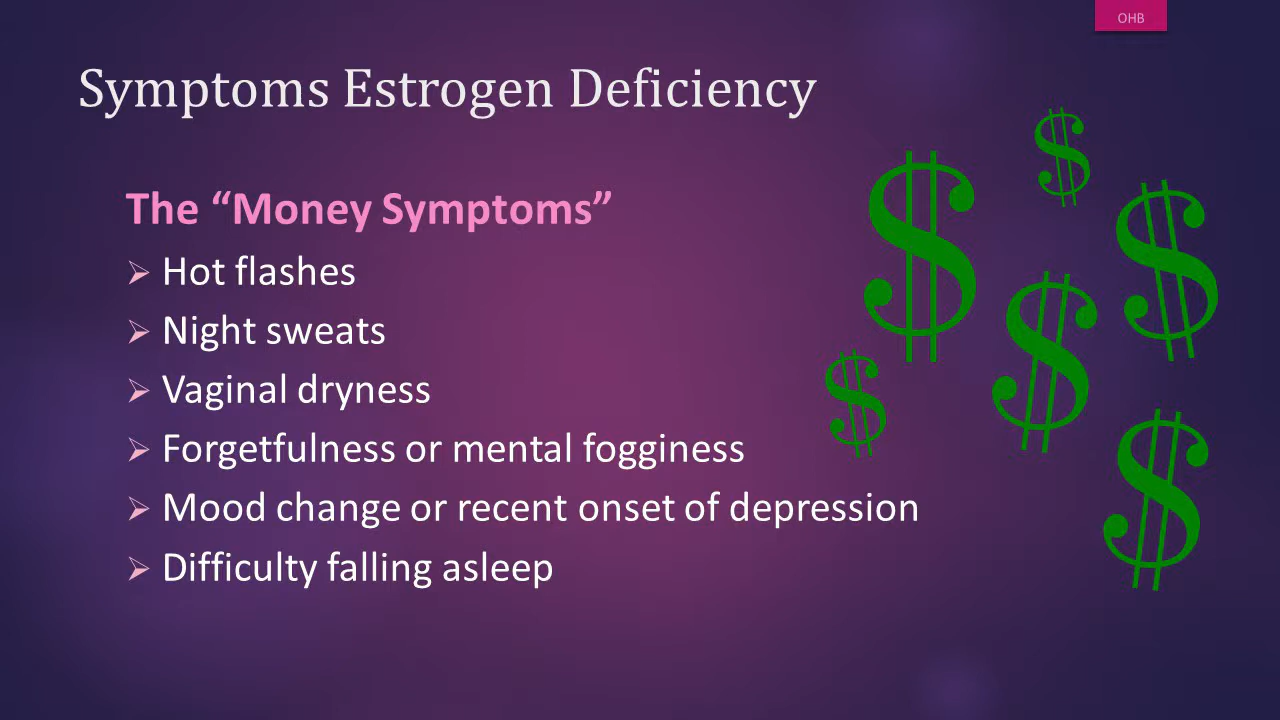 OHB
Symptoms Estrogen Deficiency
The “Money Symptoms”
Hot flashes
Night sweats
Vaginal dryness
Forgetfulness or mental fogginess
Mood change or recent onset of depression
Difficulty falling asleep
$
$
$
$
$
$